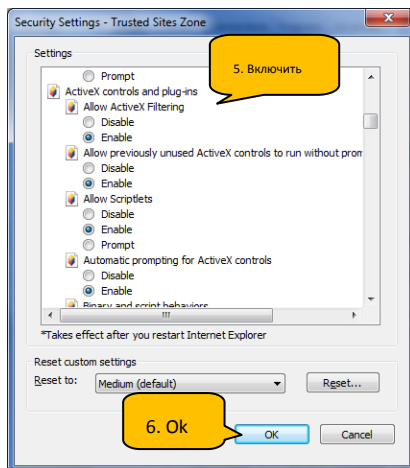 Security Settings - Trusted Sites Zone
Settings
Prompt
5. Включить
ActiveX controls and plug-ins
Allow ActiveX Filtering
Disable
Enable
Allow previously unused ActiveX controls to run without prom
Disable
Enable
Allow Scriptlets
Disable
Enable
Prompt
Automatic prompting for ActiveX controls
Disable
Enable
Binary and script behaviors
*Takes effect after you restart Internet Explorer
Reset custom settings
Reset to: Medium (default) Reset...
6. Ok
OK Cancel